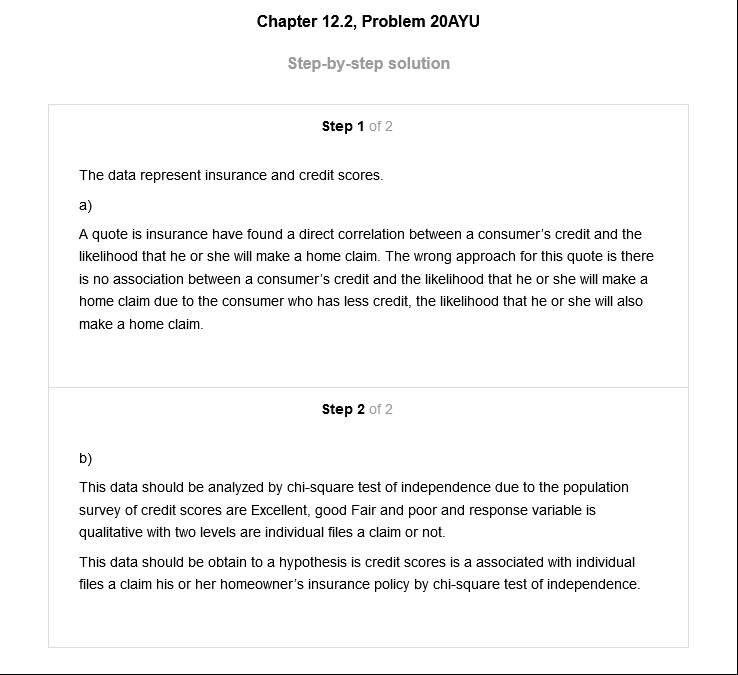 Chapter 12.2, Problem 20AYU
Step-by-step solution
Step 1 of 2
The data represent insurance and credit scores.
a)
A quote is insurance have found a direct correlation between a consumer's credit and the
likelihood that he or she will make a home claim. The wrong approach for this quote is there
is no association between a consumer's credit and the likelihood that he or she will make a
home claim due to the consumer who has less credit, the likelihood that he or she will also
make a home claim.
Step 2 of 2
b)
This data should be analyzed by chi-square test of independence due to the population
survey of credit scores are Excellent, good Fair and poor and response variable is
qualitative with two levels are individual files a claim or not.
This data should be obtain to a hypothesis is credit scores is a associated with individual
files a claim his or her homeowner's insurance policy by chi-square test of independence.